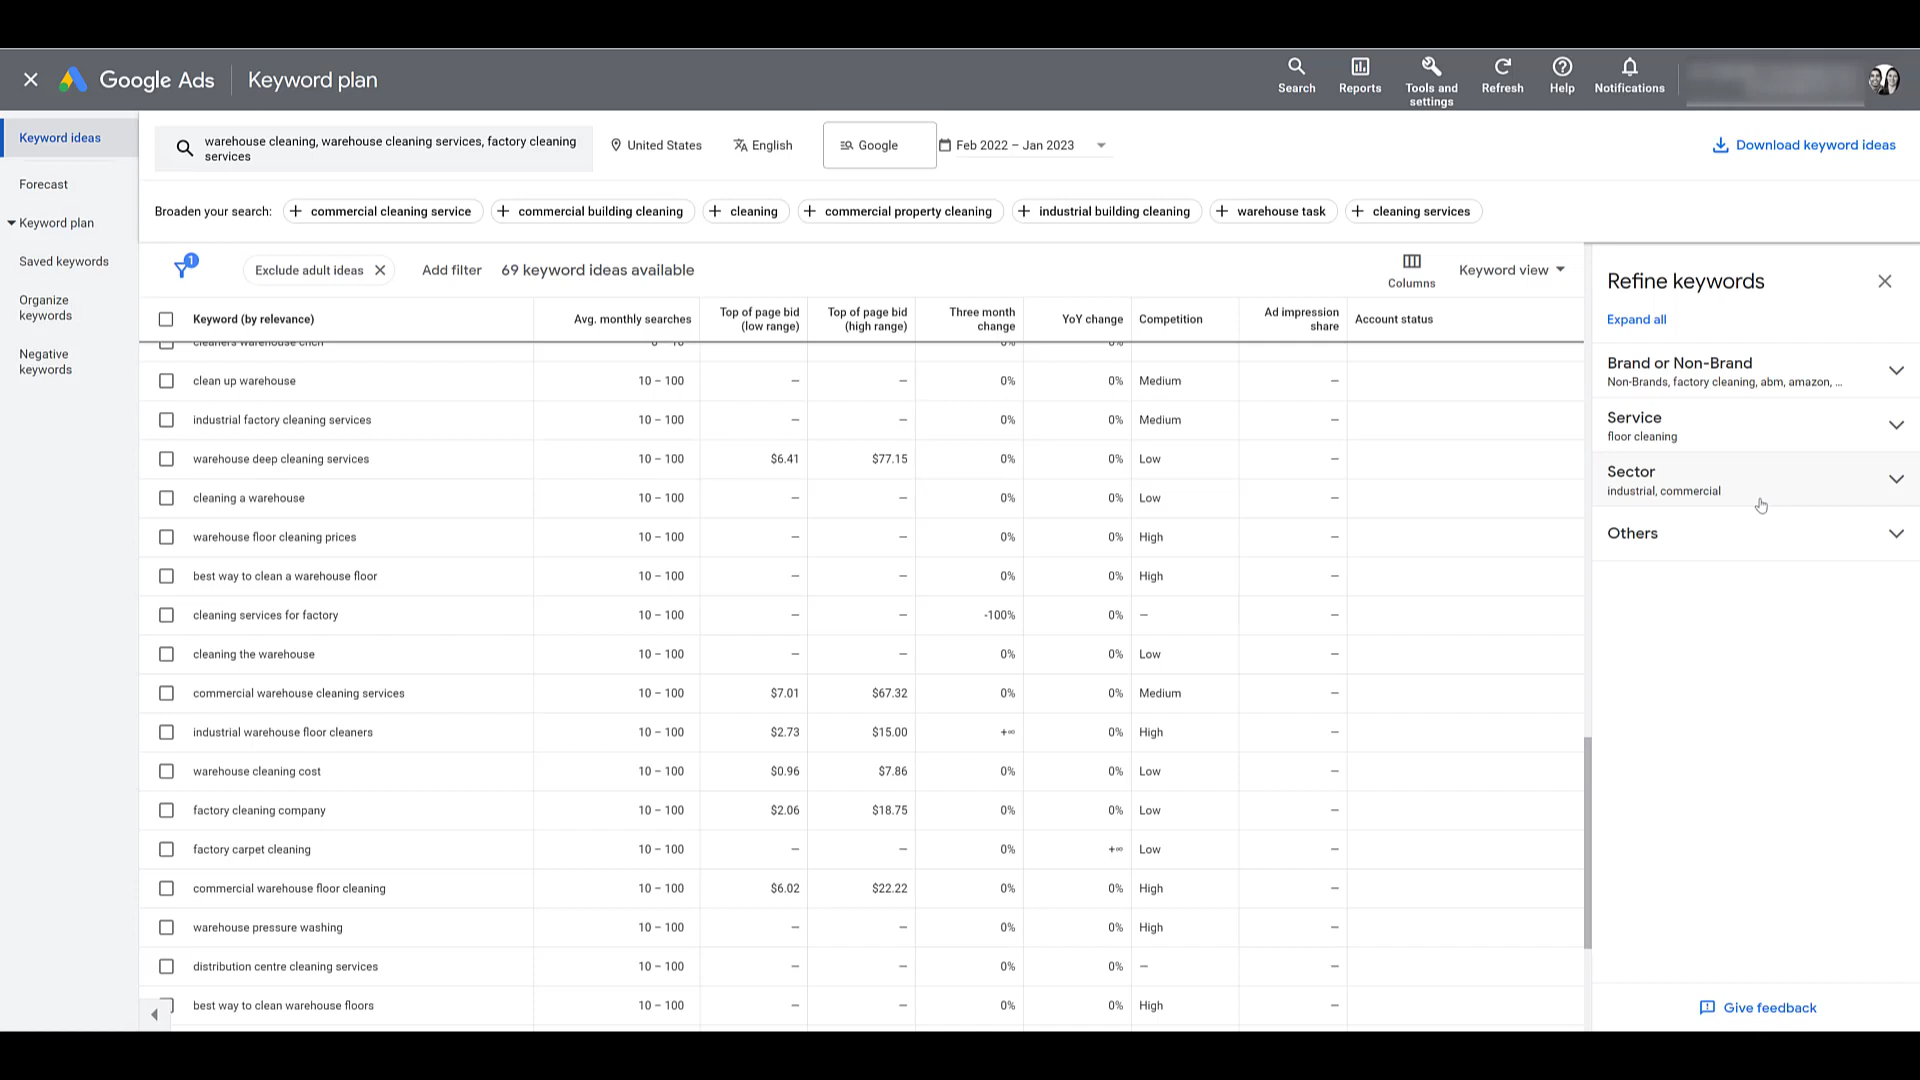 Google Ads
Keyword plan
Search
Reports
Tools and
settings
Refresh
Help
Notifications
Keyword ideas
Forecast
Keyword plan
Saved keywords
Organize
keywords
Negative
keywords
warehouse cleaning, warehouse cleaning services, factory cleaning
services
United States
English
Google
Feb 2022 – Jan 2023
Download keyword ideas
Broaden your search:
commercial cleaning service
commercial building cleaning
cleaning
commercial property cleaning
industrial building cleaning
warehouse task
cleaning services
1
Exclude adult ideas
Add filter
69 keyword ideas available
Columns
Keyword view
Keyword (by relevance)
Avg. monthly searches
Top of page bid
(low range)
Top of page bid
(high range)
Three month
change
YoY change
Competition
Ad impression
share
Account status
clean up warehouse 10 – 100 – – 0% 0% Medium –
industrial factory cleaning services 10 – 100 – – 0% 0% Medium –
warehouse deep cleaning services 10 – 100 $6.41 $77.15 0% 0% Low –
cleaning a warehouse 10 – 100 – – 0% 0% Low –
warehouse floor cleaning prices 10 – 100 – – 0% 0% High –
best way to clean a warehouse floor 10 – 100 – – 0% 0% High –
cleaning services for factory 10 – 100 – – -100% 0% – –
cleaning the warehouse 10 – 100 – – 0% 0% Low –
commercial warehouse cleaning services 10 – 100 $7.01 $67.32 0% 0% Medium –
industrial warehouse floor cleaners 10 – 100 $2.73 $15.00 +∞ 0% High –
warehouse cleaning cost 10 – 100 $0.96 $7.86 0% 0% Low –
factory cleaning company 10 – 100 $2.06 $18.75 0% 0% Low –
factory carpet cleaning 10 – 100 – – 0% +∞ Low –
commercial warehouse floor cleaning 10 – 100 $6.02 $22.22 0% 0% High –
warehouse pressure washing 10 – 100 – – 0% 0% High –
distribution centre cleaning services 10 – 100 – – 0% 0% – –
best way to clean warehouse floors 10 – 100 – – 0% 0% High –
Refine keywords
Expand all
Brand or Non-Brand
Non-Brands, factory cleaning, abm, amazon, ...
Service
floor cleaning
Sector
industrial, commercial
Others
Give feedback